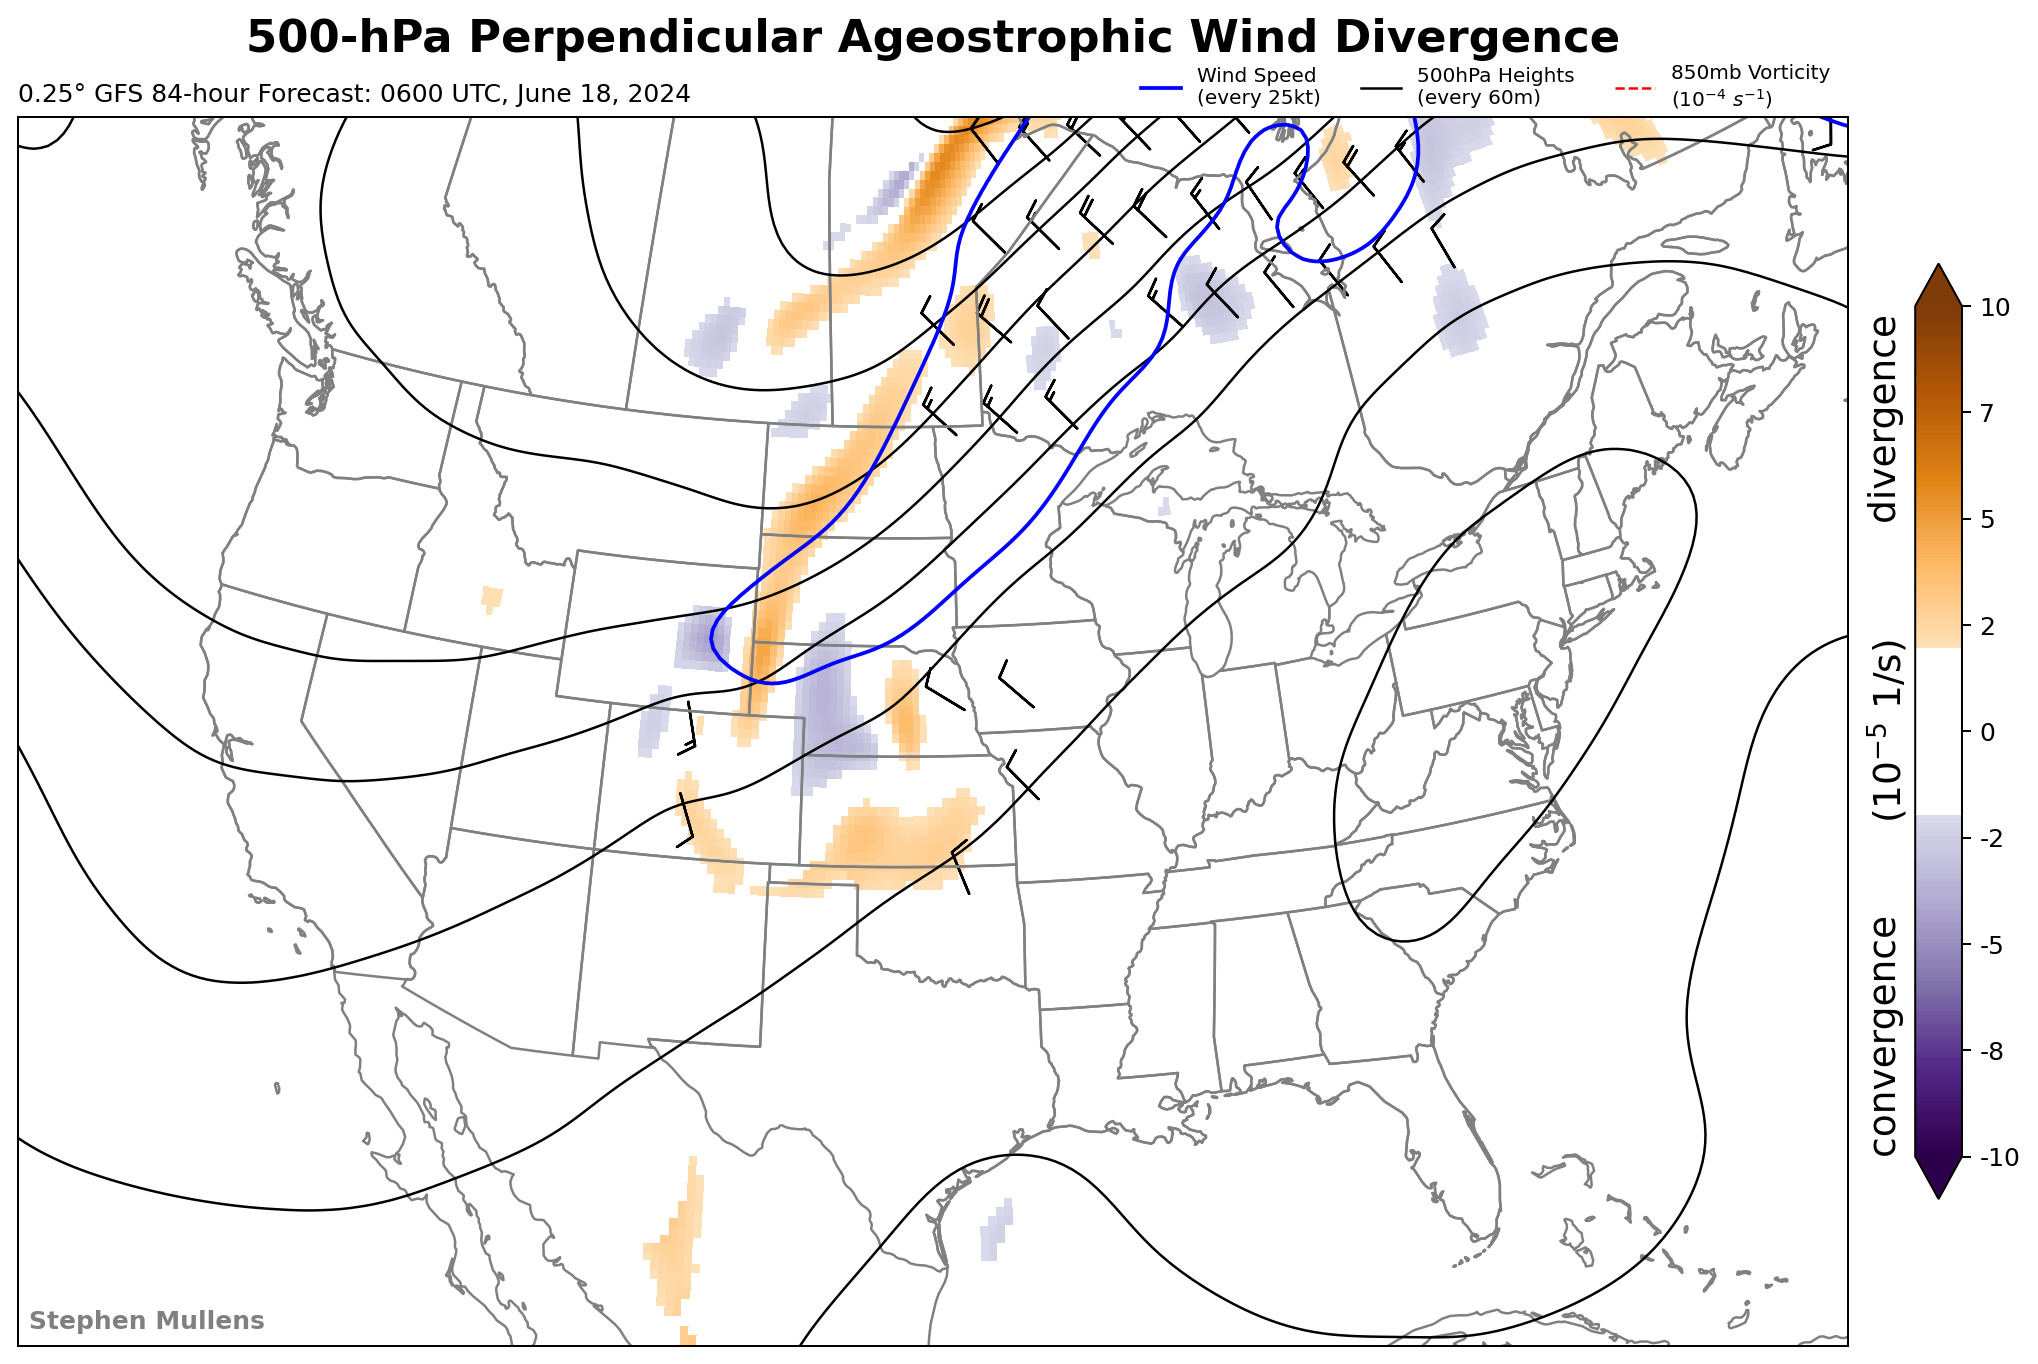 500-hPa Perpendicular Ageostrophic Wind Divergence
0.25° GFS 84-hour Forecast: 0600 UTC, June 18, 2024
Wind Speed
(every 25kt)
500hPa Heights
(every 60m)
850mb Vorticity
(10⁻⁴ s⁻¹)
10
7
5
2
0
-2
-5
-8
-10
convergence (10⁻⁵ 1/s) divergence
Stephen Mullens